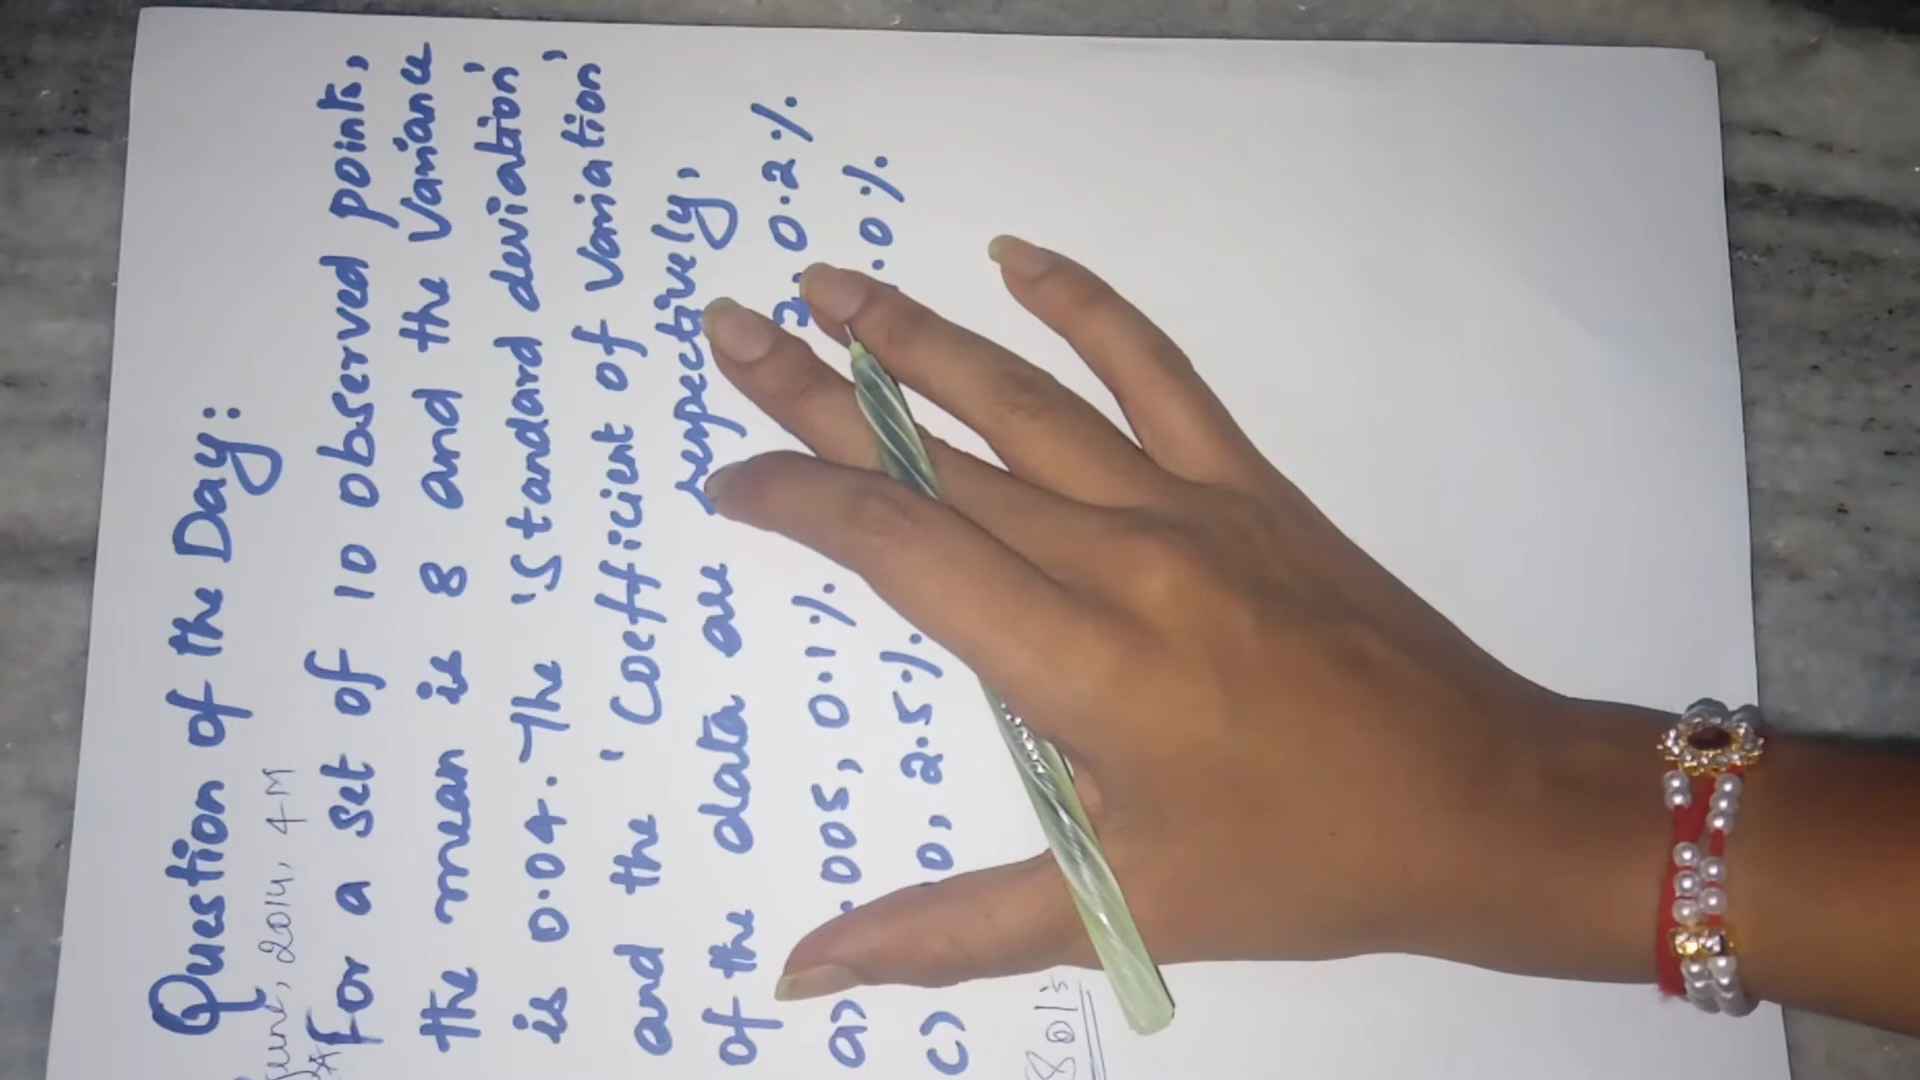 Question of the Day:
June, 2014, 4M
For a set of 10 observed points,
the mean is 8 and the Variance
is 0.04. The 'Standard deviation'
and the 'Coefficient of Variation'
of the data are respectively,
a) .005, 0.1% 2, 0.2%
c) 0, 2.5% .0%
Sol: